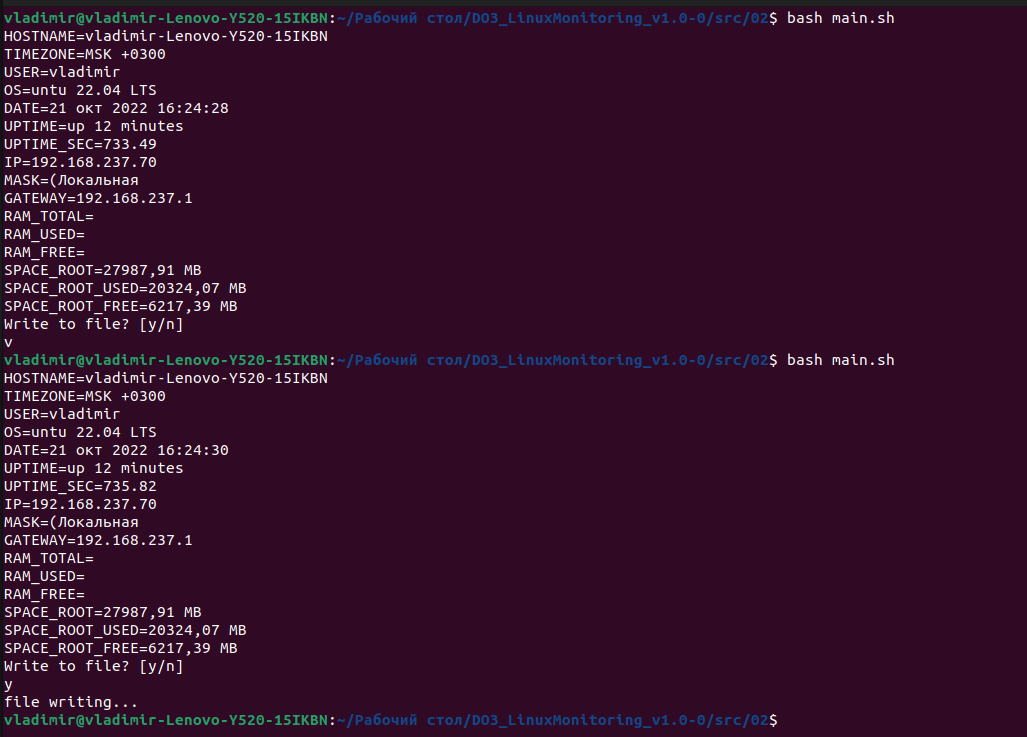 vladimir@vladimir-Lenovo-Y520-15IKBN:~/Рабочий стол/DO3_LinuxMonitoring_v1.0-0/src/02$ bash main.sh
HOSTNAME=vladimir-Lenovo-Y520-15IKBN
TIMEZONE=MSK +0300
USER=vladimir
OS=untu 22.04 LTS
DATE=21 окт 2022 16:24:28
UPTIME=up 12 minutes
UPTIME_SEC=733.49
IP=192.168.237.70
MASK=(Локальная
GATEWAY=192.168.237.1
RAM_TOTAL=
RAM_USED=
RAM_FREE=
SPACE_ROOT=27987,91 MB
SPACE_ROOT_USED=20324,07 MB
SPACE_ROOT_FREE=6217,39 MB
Write to file? [y/n]
v
vladimir@vladimir-Lenovo-Y520-15IKBN:~/Рабочий стол/DO3_LinuxMonitoring_v1.0-0/src/02$ bash main.sh
HOSTNAME=vladimir-Lenovo-Y520-15IKBN
TIMEZONE=MSK +0300
USER=vladimir
OS=untu 22.04 LTS
DATE=21 окт 2022 16:24:30
UPTIME=up 12 minutes
UPTIME_SEC=735.82
IP=192.168.237.70
MASK=(Локальная
GATEWAY=192.168.237.1
RAM_TOTAL=
RAM_USED=
RAM_FREE=
SPACE_ROOT=27987,91 MB
SPACE_ROOT_USED=20324,07 MB
SPACE_ROOT_FREE=6217,39 MB
Write to file? [y/n]
y
file writing...
vladimir@vladimir-Lenovo-Y520-15IKBN:~/Рабочий стол/DO3_LinuxMonitoring_v1.0-0/src/02$